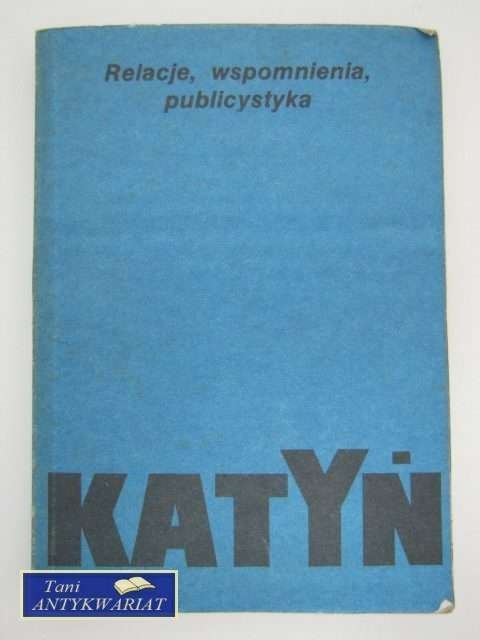 Relacje, wspomnienia,
publicystyka
KATYŃ
Tani
ANTYKWARIAT